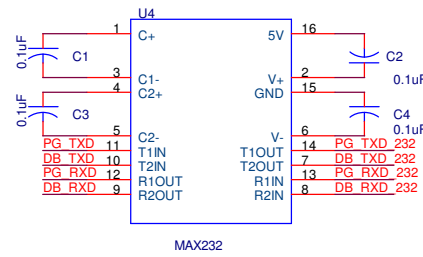 U4
1 C+ 5V 16
0.1uF C1 C2
3 C1- V+ 2 0.1uF
4 C2+ GND 15
0.1uF C3 C4
5 C2- V- 6 0.1uF
PG_TXD 11 T1IN T1OUT 14 PG_TXD_232
DB_TXD 10 T2IN T2OUT 7 DB_TXD_232
PG_RXD 12 R1OUT R1IN 13 PG_RXD_232
DB_RXD 9 R2OUT R2IN 8 DB_RXD_232
MAX232